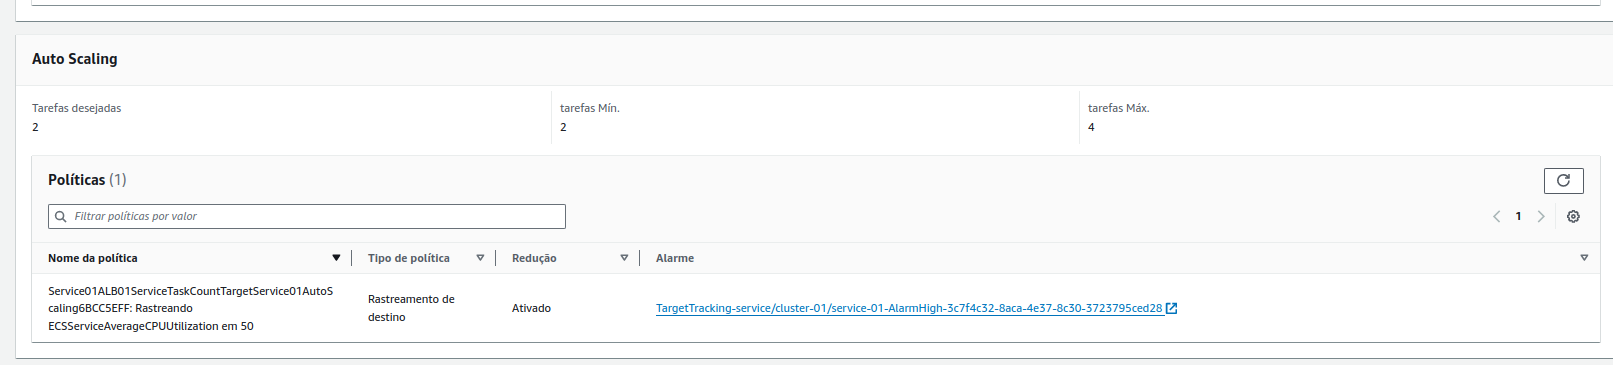 Auto Scaling
Tarefas desejadas
2
tarefas Mín.
2
tarefas Máx.
4
Políticas (1)
Filtrar políticas por valor
1
Nome da política
Tipo de política
Redução
Alarme
Service01ALB01ServiceTaskCountTargetService01AutoS
caling6BCC5EFF: Rastreando
ECSServiceAverageCPUUtilization em 50
Rastreamento de
destino
Ativado
TargetTracking-service/cluster-01/service-01-AlarmHigh-3c7f4c32-8aca-4e37-8c30-3723795ced28